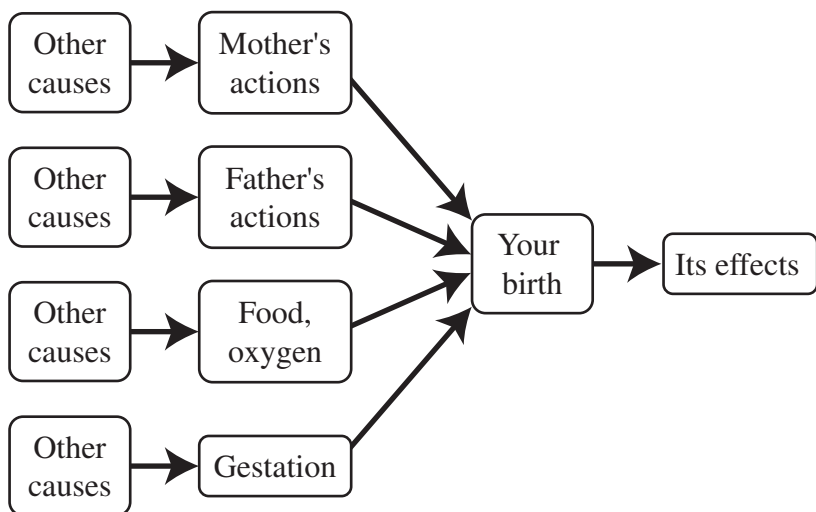 Other
causes
Mother's
actions
Other
causes
Father's
actions
Other
causes
Food,
oxygen
Other
causes
Gestation
Your
birth
Its effects